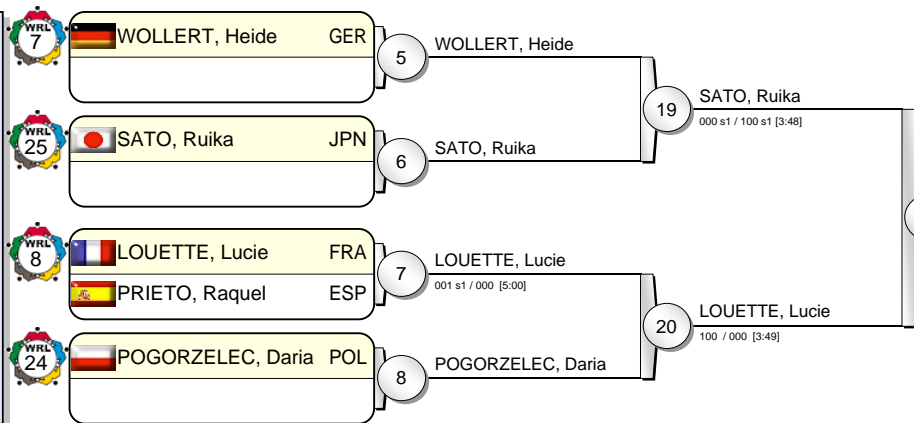 WRL
7
WOLLERT, Heide GER
5
WOLLERT, Heide
WRL
25
SATO, Ruika JPN
6
SATO, Ruika
19
SATO, Ruika
000 s1 / 100 s1 [3:48]
WRL
8
LOUETTE, Lucie FRA
PRIETO, Raquel ESP
7
LOUETTE, Lucie
001 s1 / 000 [5:00]
WRL
24
POGORZELEC, Daria POL
8
POGORZELEC, Daria
20
LOUETTE, Lucie
100 / 000 [3:49]